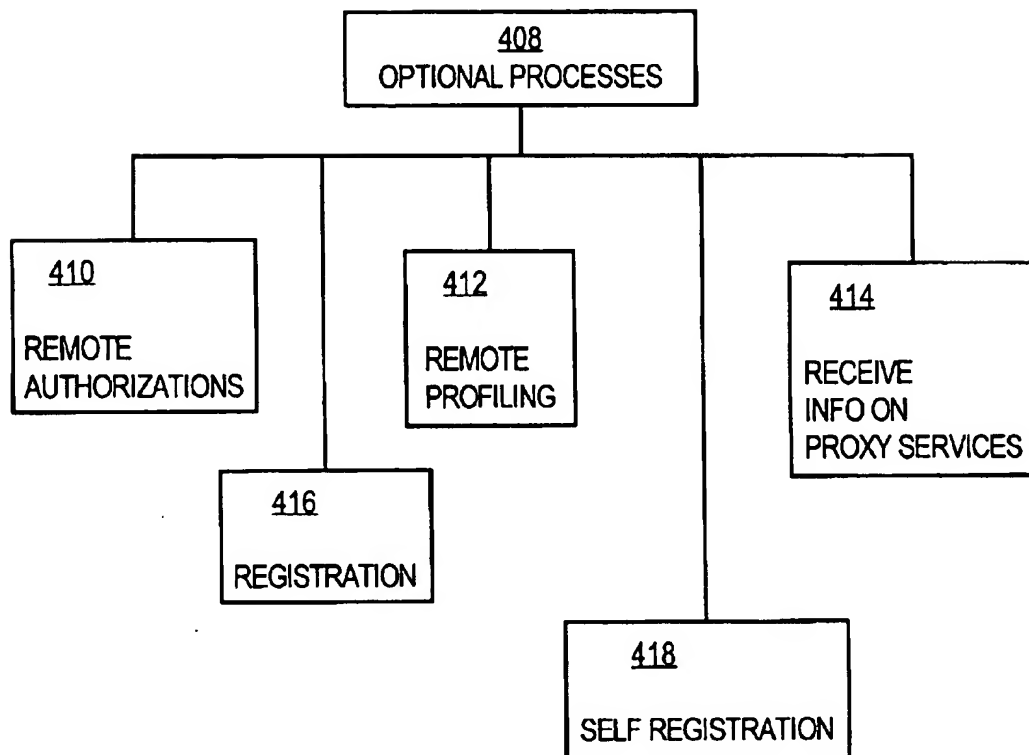 408
OPTIONAL PROCESSES
410
REMOTE
AUTHORIZATIONS
412
REMOTE
PROFILING
414
RECEIVE
INFO ON
PROXY SERVICES
416
REGISTRATION
418
SELF REGISTRATION